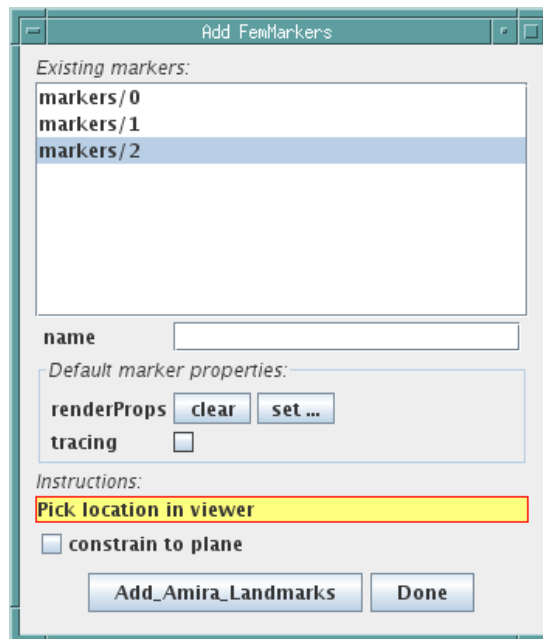 Add FemMarkers
Existing markers:
markers/0
markers/1
markers/2
name
Default marker properties:
renderProps clear set ...
tracing
Instructions:
Pick location in viewer
constrain to plane
Add_Amira_Landmarks Done